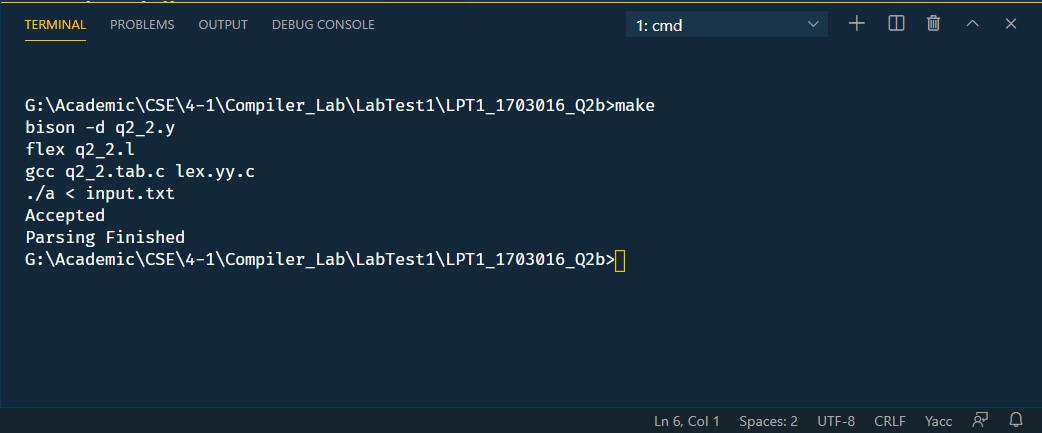 TERMINAL PROBLEMS OUTPUT DEBUG CONSOLE 1: cmd
G:\Academic\CSE\4-1\Compiler_Lab\LabTest1\LPT1_1703016_Q2b>make
bison -d q2_2.y
flex q2_2.l
gcc q2_2.tab.c lex.yy.c
./a < input.txt
Accepted
Parsing Finished
G:\Academic\CSE\4-1\Compiler_Lab\LabTest1\LPT1_1703016_Q2b>
Ln 6, Col 1 Spaces: 2 UTF-8 CRLF Yacc